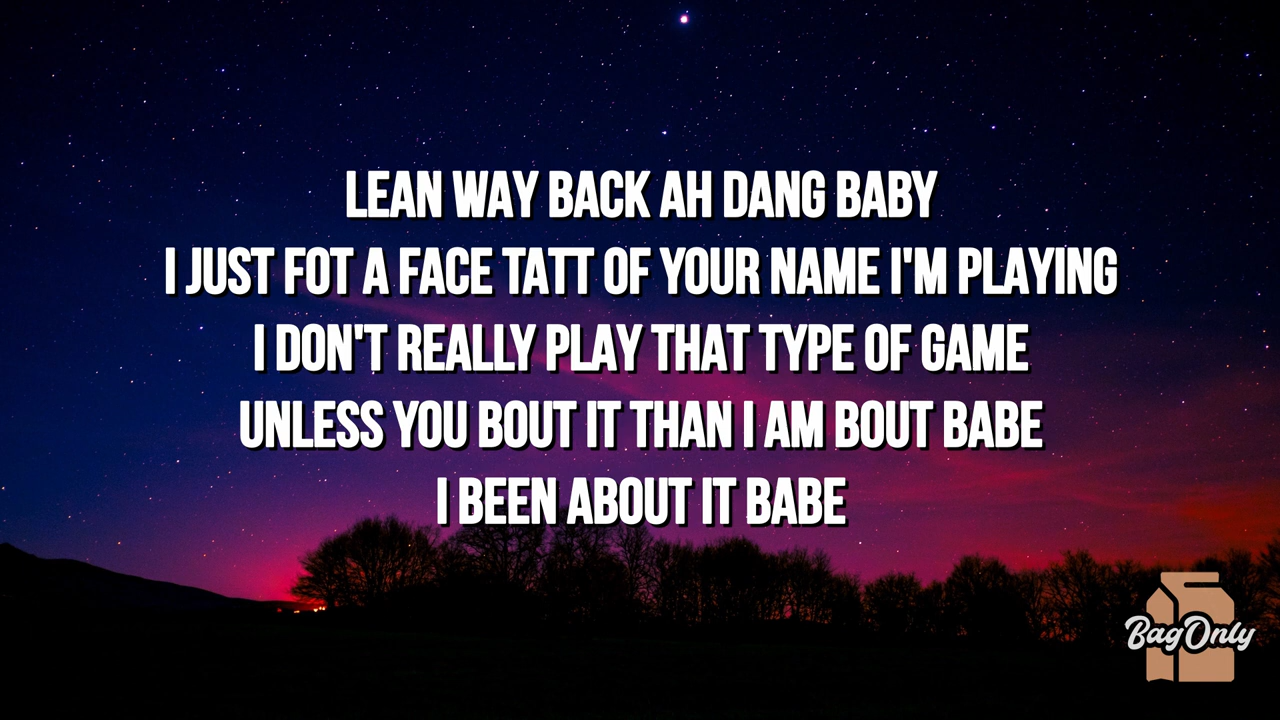 LEAN WAY BACK AH DANG BABY
I JUST FOT A FACE TATT OF YOUR NAME I'M PLAYING
I DON'T REALLY PLAY THAT TYPE OF GAME
UNLESS YOU BOUT IT THAN I AM BOUT BABE
I BEEN ABOUT IT BABE
BagOnly